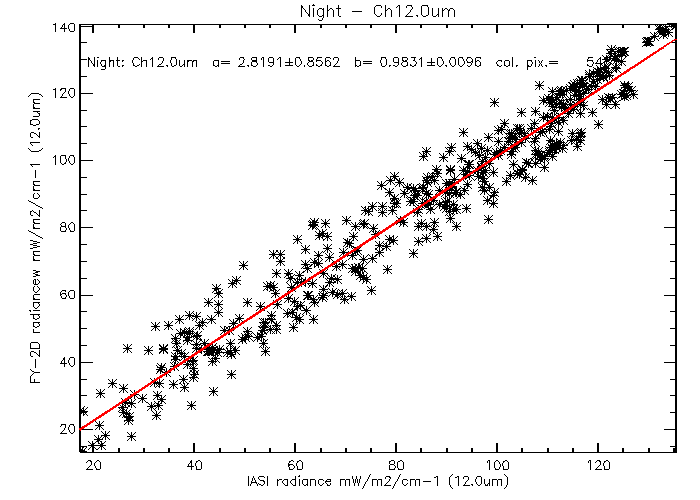 Night - Ch12.0um
Night: Ch12.0um a= 2.8191±0.8562 b= 0.9831±0.0096 col. pix.=
140
120
100
80
60
40
20
FY-2D radiancew mW/m2/cm-1 (12.0um)
20 40 60 80 100 120
IASI radiance mW/m2/cm-1 (12.0um)